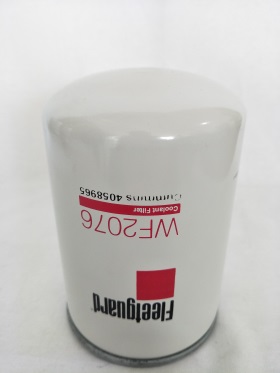 Fleetguard
WF2076
Coolant Filter
Cummins 4058965